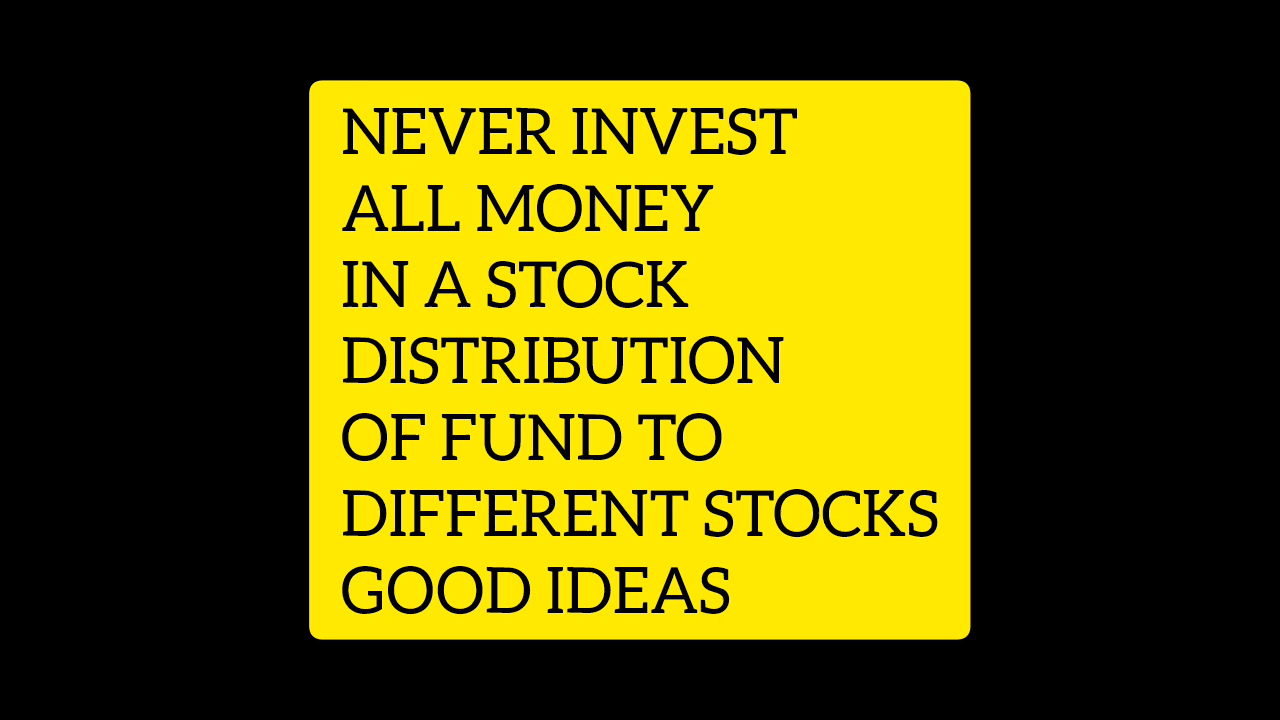 NEVER INVEST
ALL MONEY
IN A STOCK
DISTRIBUTION
OF FUND TO
DIFFERENT STOCKS
GOOD IDEAS